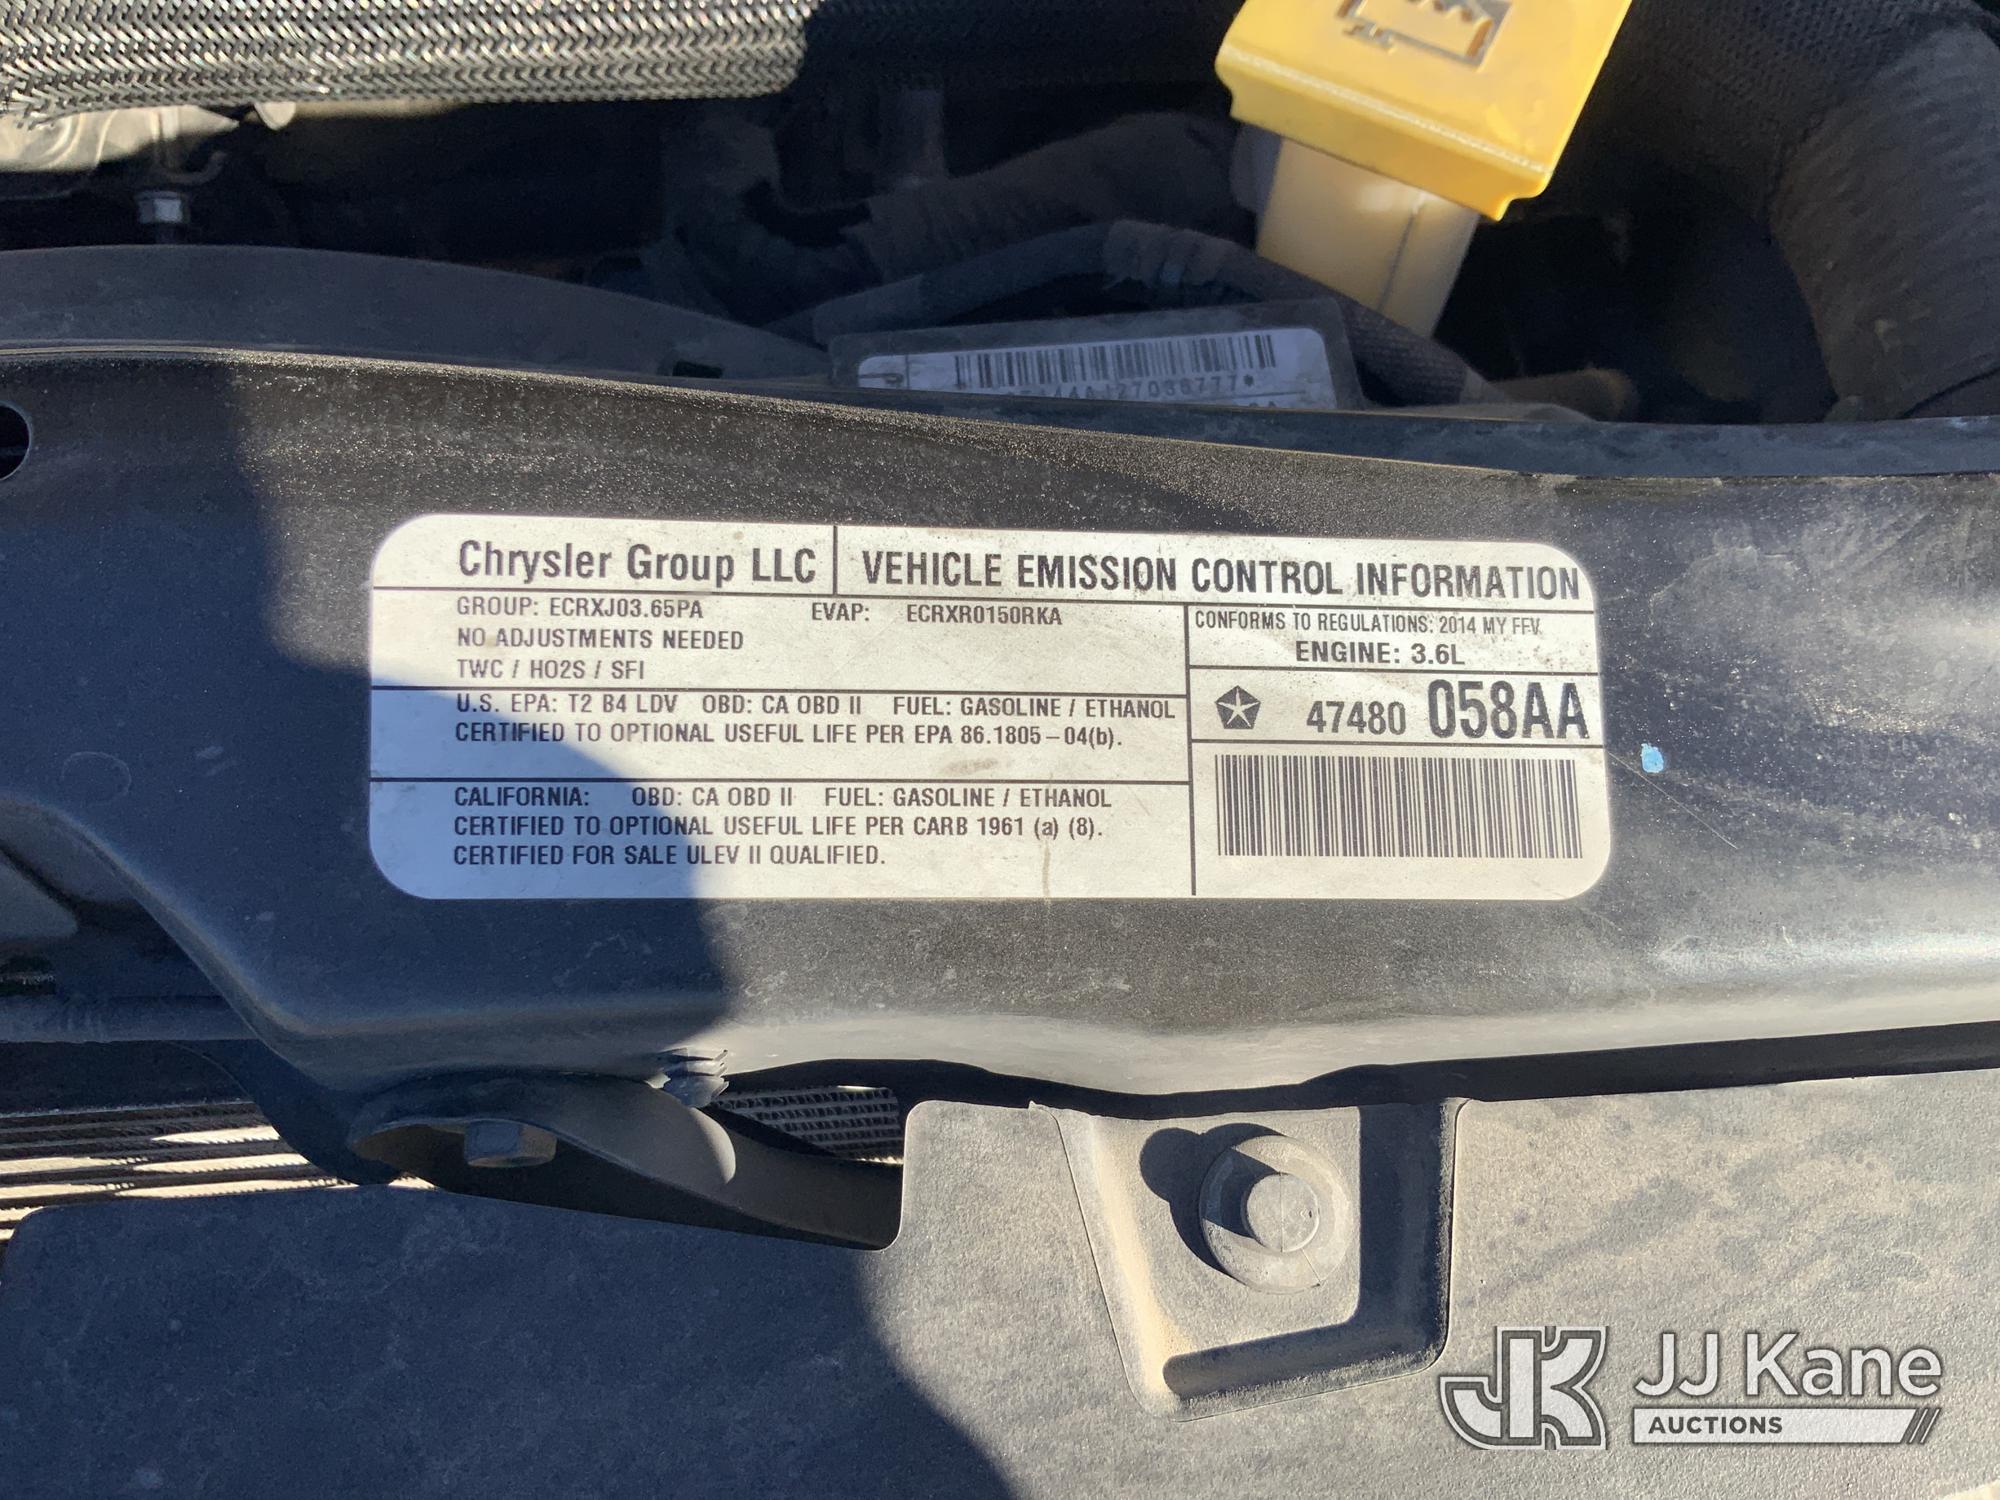 Chrysler Group LLC VEHICLE EMISSION CONTROL INFORMATION
GROUP: ECRXJ03.65PA EVAP: ECRXR0150RKA
NO ADJUSTMENTS NEEDED
TWC / HO2S / SFI
CONFORMS TO REGULATIONS: 2014 MY FFV
ENGINE: 3.6L
U.S. EPA: T2 B4 LDV OBD: CA OBD II FUEL: GASOLINE / ETHANOL
CERTIFIED TO OPTIONAL USEFUL LIFE PER EPA 86.1805-04(b).
47480 058AA
CALIFORNIA: OBD: CA OBD II FUEL: GASOLINE / ETHANOL
CERTIFIED TO OPTIONAL USEFUL LIFE PER CARB 1961 (a) (8).
CERTIFIED FOR SALE ULEV II QUALIFIED.
JK JJ Kane
AUCTIONS